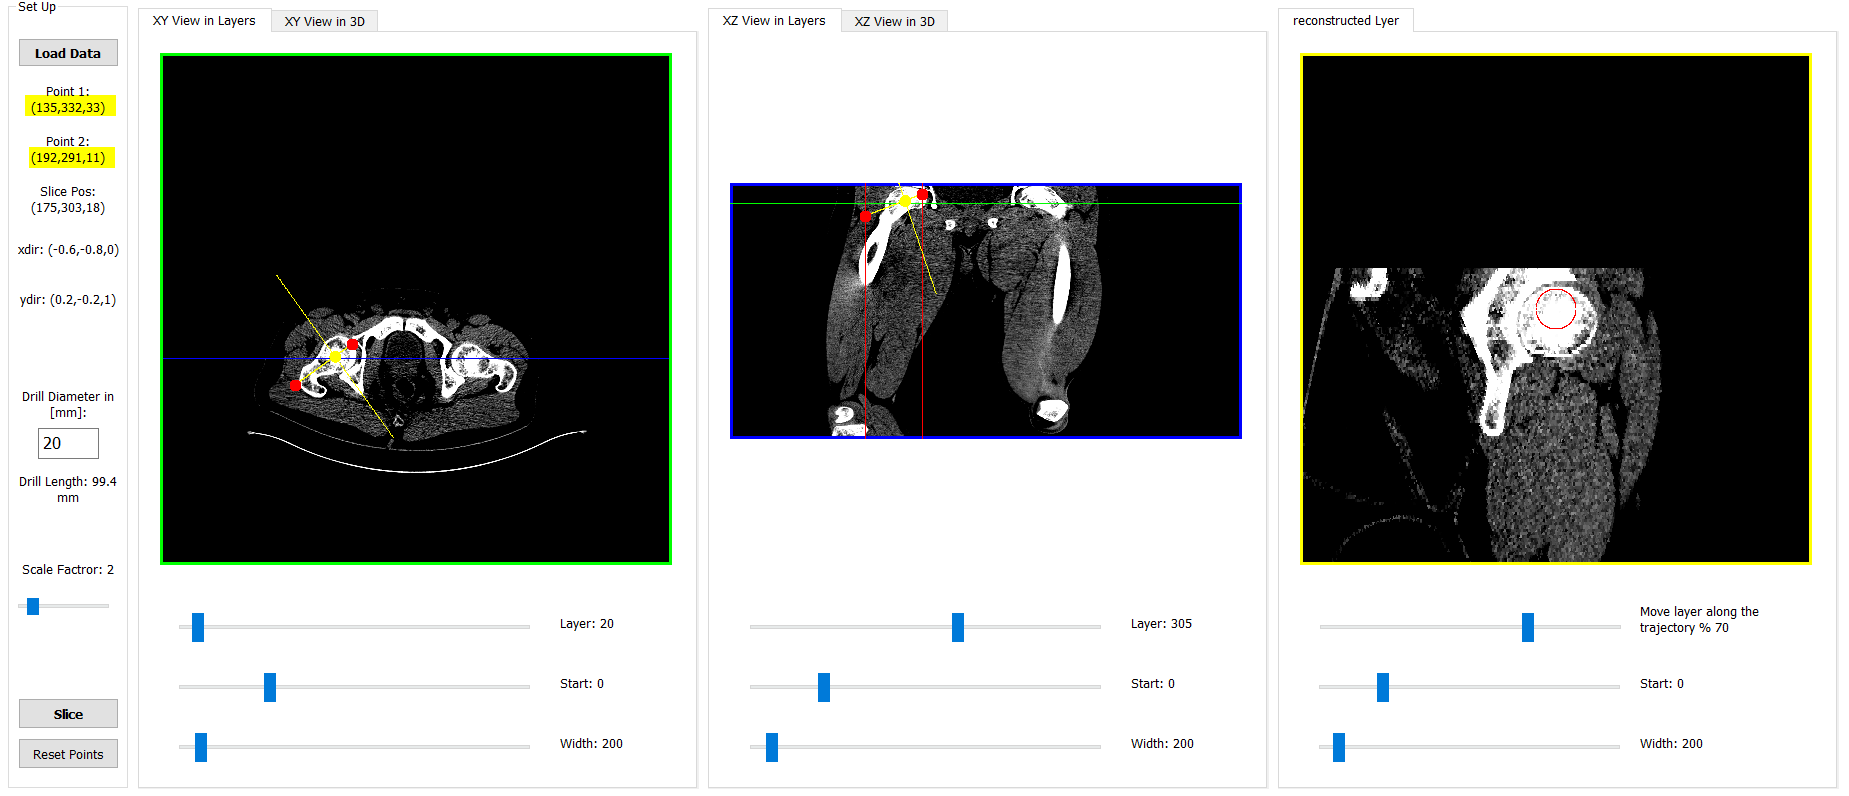 Set Up
Load Data
Point 1:
(135,332,33)
Point 2:
(192,291,11)
Slice Pos:
(175,303,18)
xdir: (-0.6,-0.8,0)
ydir: (0.2,-0.2,1)
Drill Diameter in
[mm]:
20
Drill Length: 99.4
mm
Scale Factror: 2
Slice
Reset Points
XY View in Layers
XY View in 3D
Layer: 20
Start: 0
Width: 200
XZ View in Layers
XZ View in 3D
Layer: 305
Start: 0
Width: 200
reconstructed Lyer
Move layer along the
trajectory % 70
Start: 0
Width: 200